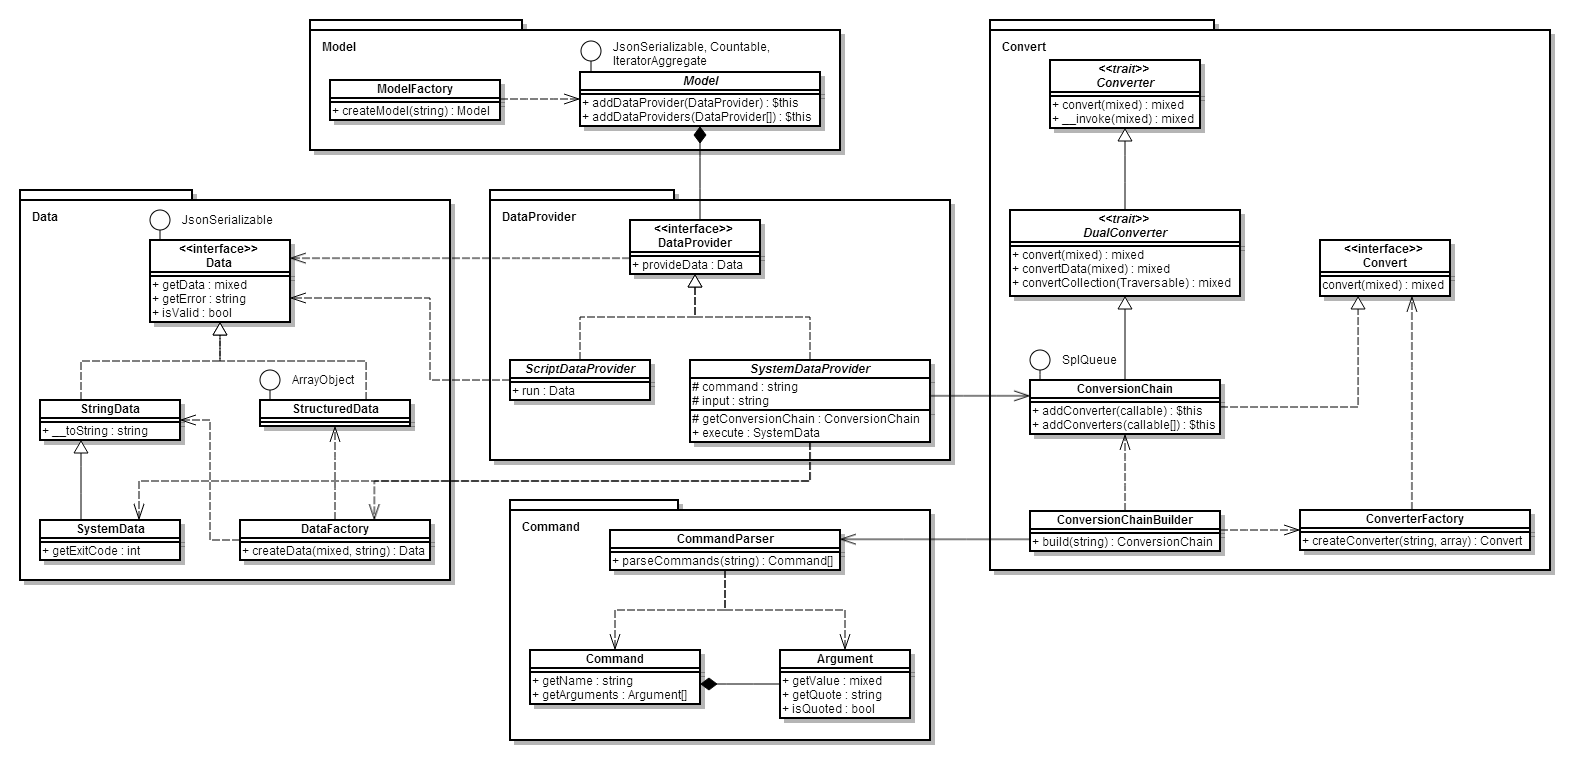 Model
JsonSerializable, Countable,
IteratorAggregate
ModelFactory
+ createModel(string) : Model
Model
+ addDataProvider(DataProvider) : $this
+ addDataProviders(DataProvider[]) : $this
Data
JsonSerializable
<<interface>>
Data
+ getData : mixed
+ getError : string
+ isValid : bool
ArrayObject
StringData
+ __toString : string
StructuredData
SystemData
+ getExitCode : int
DataFactory
+ createData(mixed, string) : Data
DataProvider
<<interface>>
DataProvider
+ provideData : Data
ScriptDataProvider
+ run : Data
SystemDataProvider
# command : string
# input : string
# getConversionChain : ConversionChain
+ execute : SystemData
Command
CommandParser
+ parseCommands(string) : Command[]
Command
+ getName : string
+ getArguments : Argument[]
Argument
+ getValue : mixed
+ getQuote : string
+ isQuoted : bool
Convert
<<trait>>
Converter
+ convert(mixed) : mixed
+ __invoke(mixed) : mixed
<<trait>>
DualConverter
+ convert(mixed) : mixed
+ convertData(mixed) : mixed
+ convertCollection(Traversable) : mixed
<<interface>>
Convert
convert(mixed) : mixed
SplQueue
ConversionChain
+ addConverter(callable) : $this
+ addConverters(callable[]) : $this
ConversionChainBuilder
+ build(string) : ConversionChain
ConverterFactory
+ createConverter(string, array) : Convert